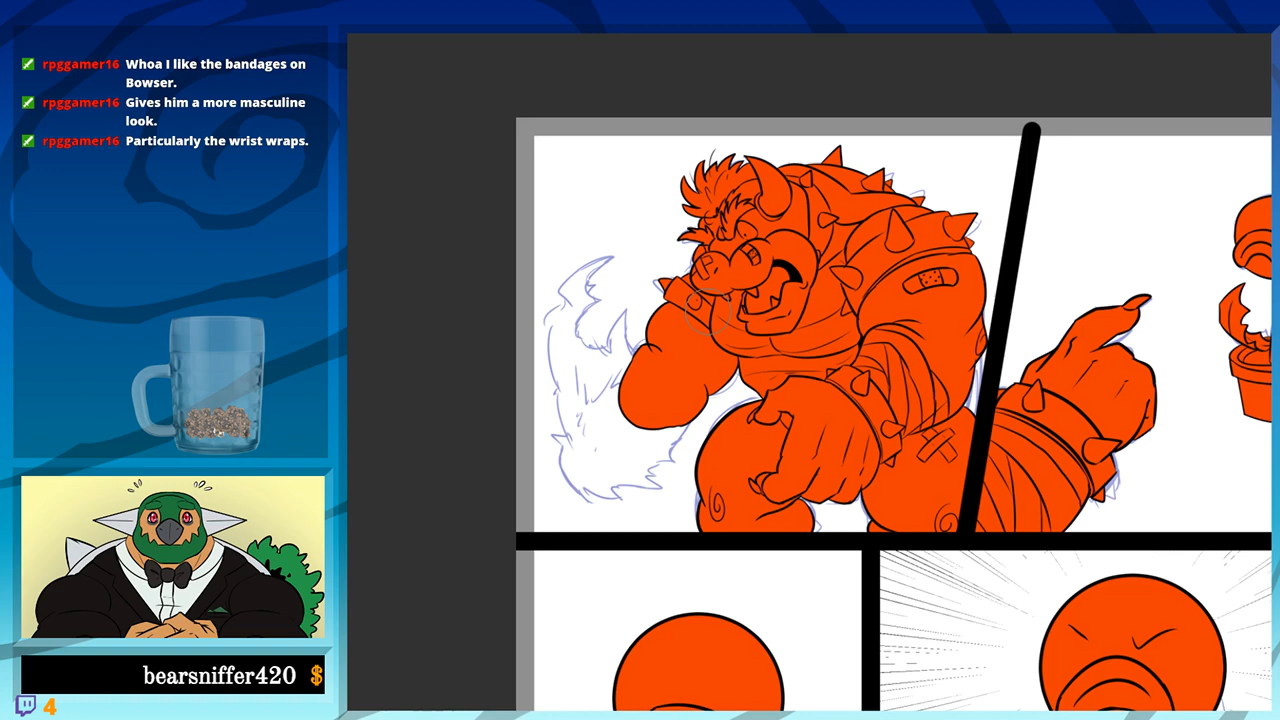 rpggamer16 Whoa I like the bandages on
Bowser.
rpggamer16 Gives him a more masculine
look.
rpggamer16 Particularly the wrist wraps.
bearsniffer420 $
4